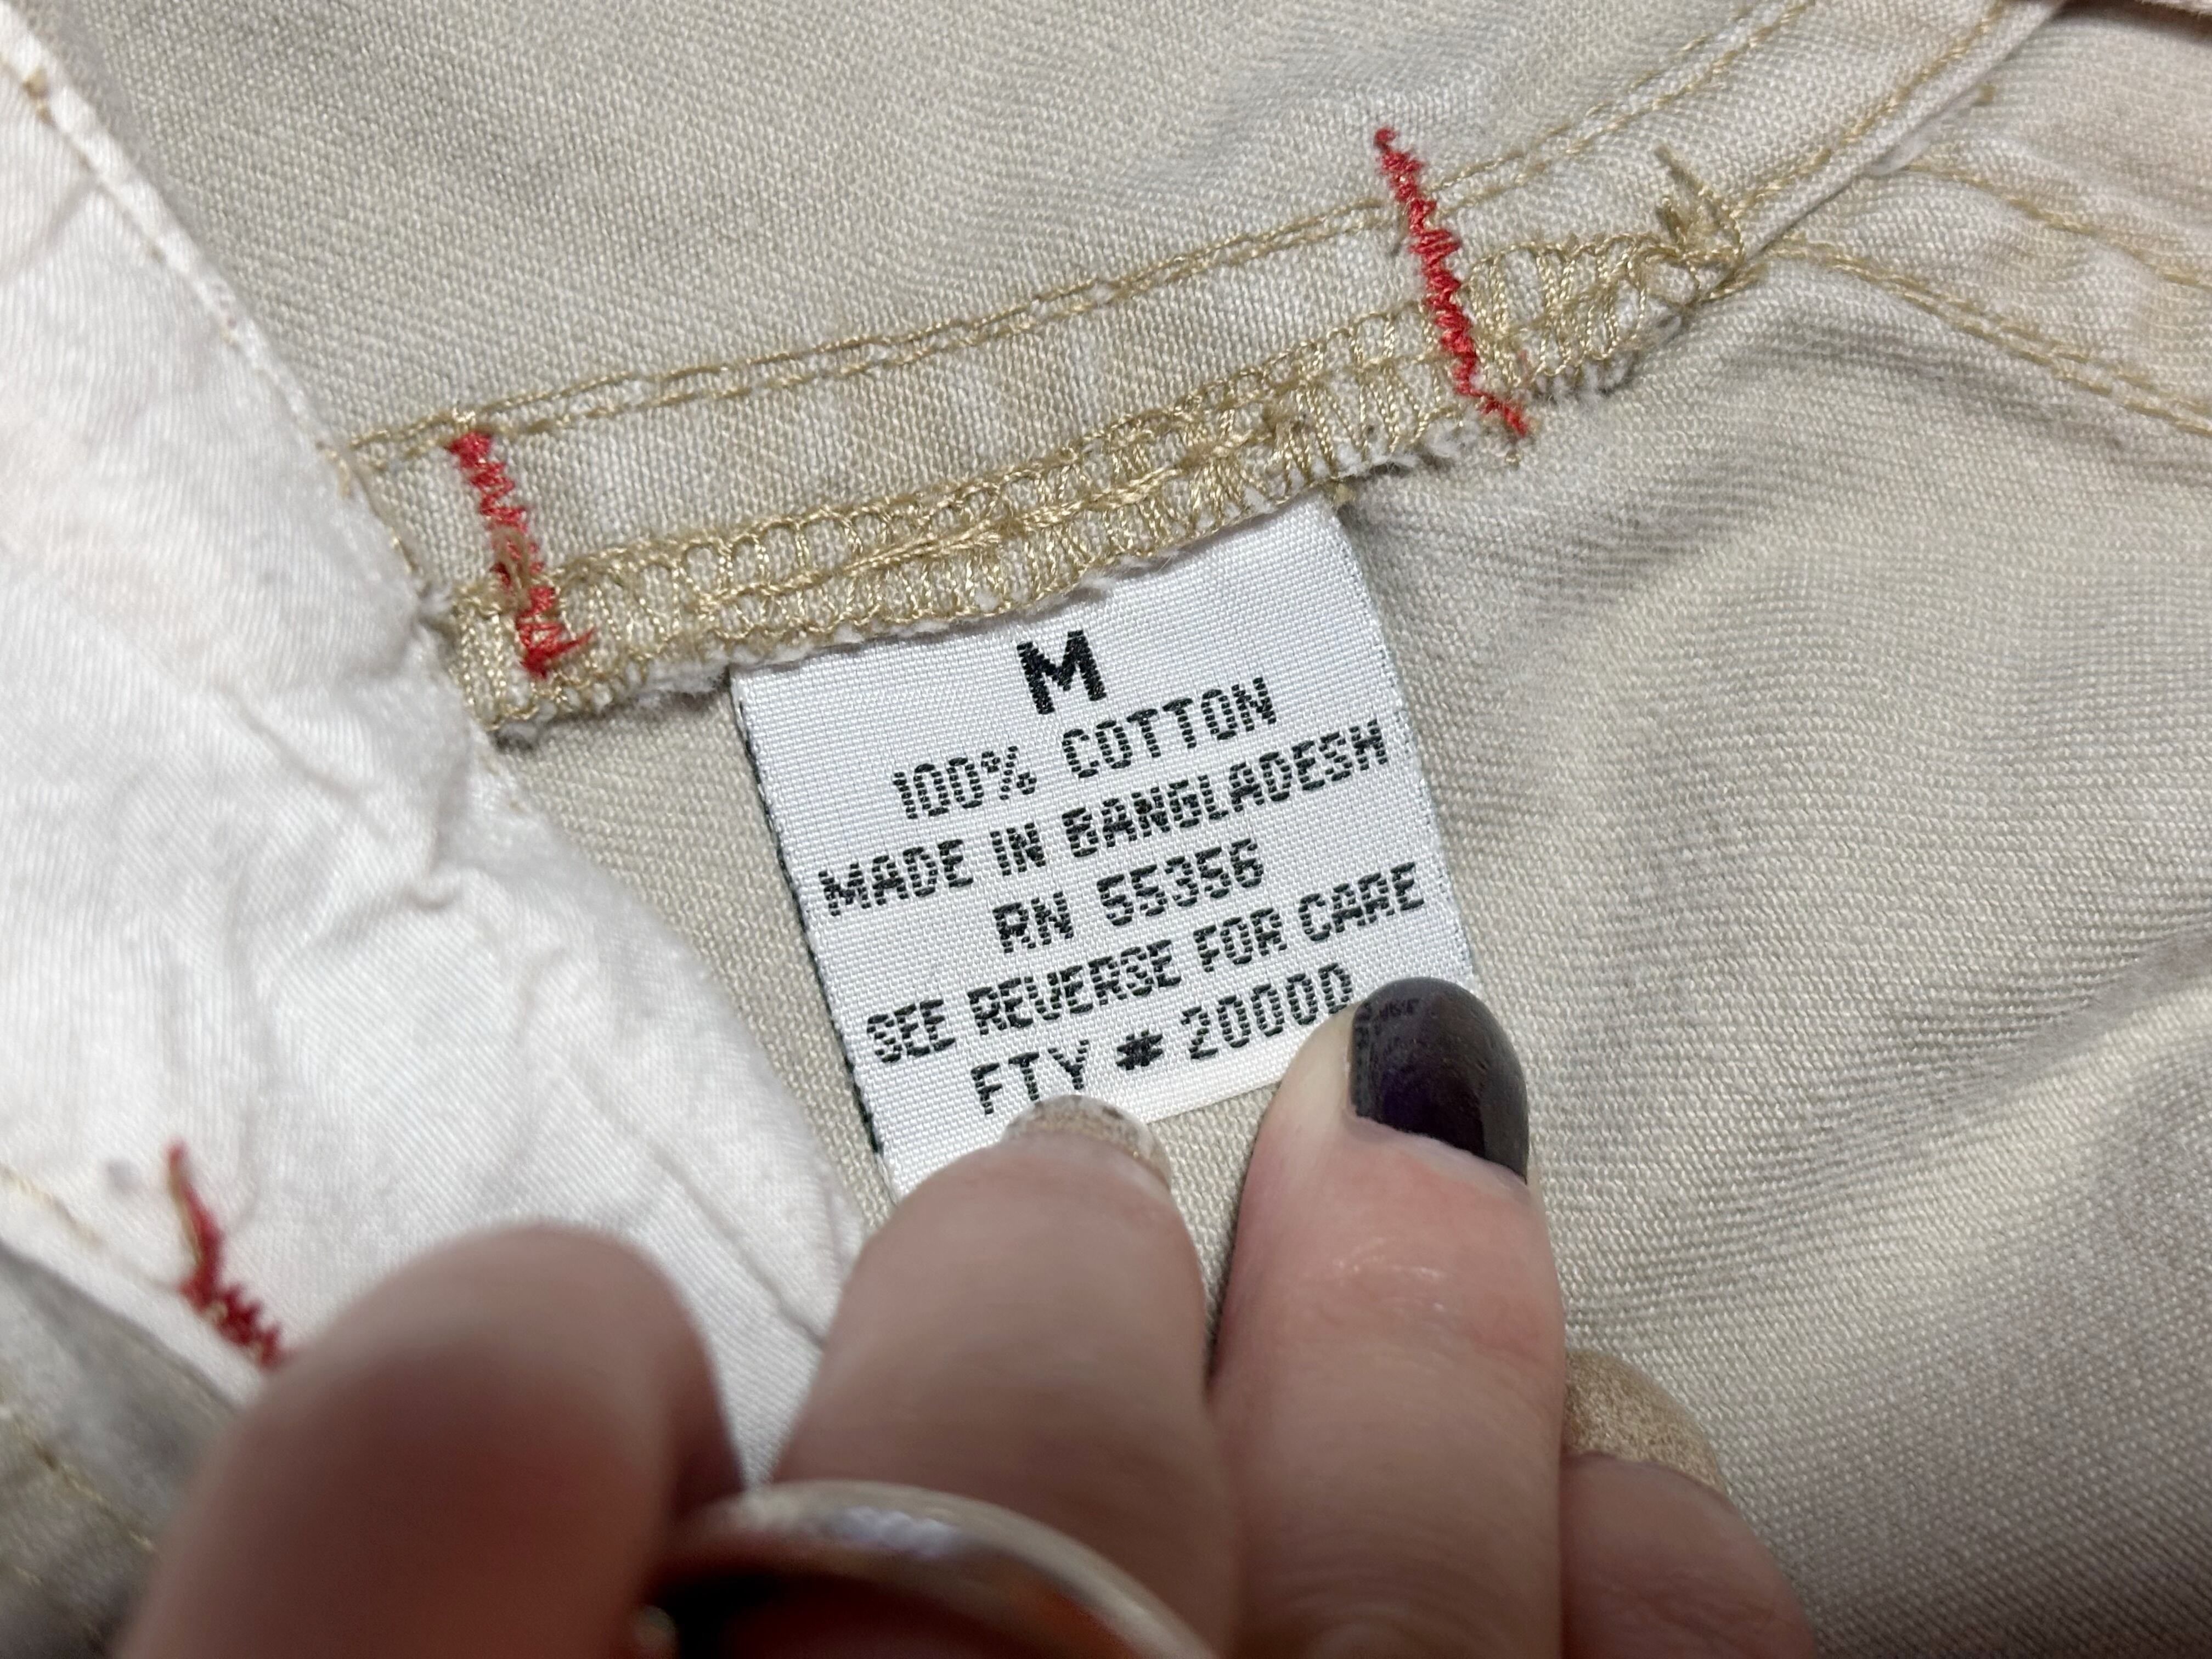 M
100% COTTON
MADE IN BANGLADESH
RN 55356
SEE REVERSE FOR CARE
FTY # 20000